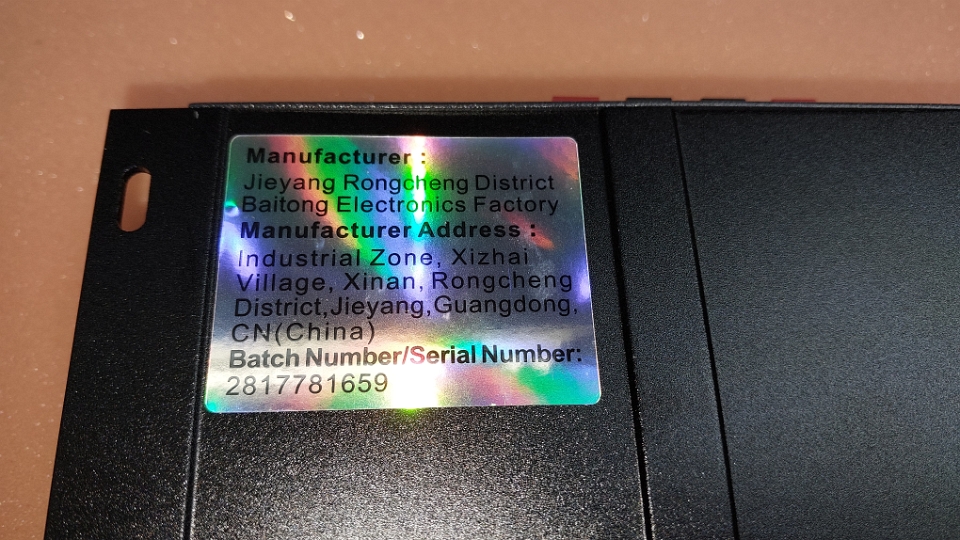 Manufacturer :
Jieyang Rongcheng District
Baitong Electronics Factory
Manufacturer Address :
Industrial Zone, Xizhai
Village, Xinan, Rongcheng
District,Jieyang,Guangdong,
CN(China)
Batch Number/Serial Number:
2817781659